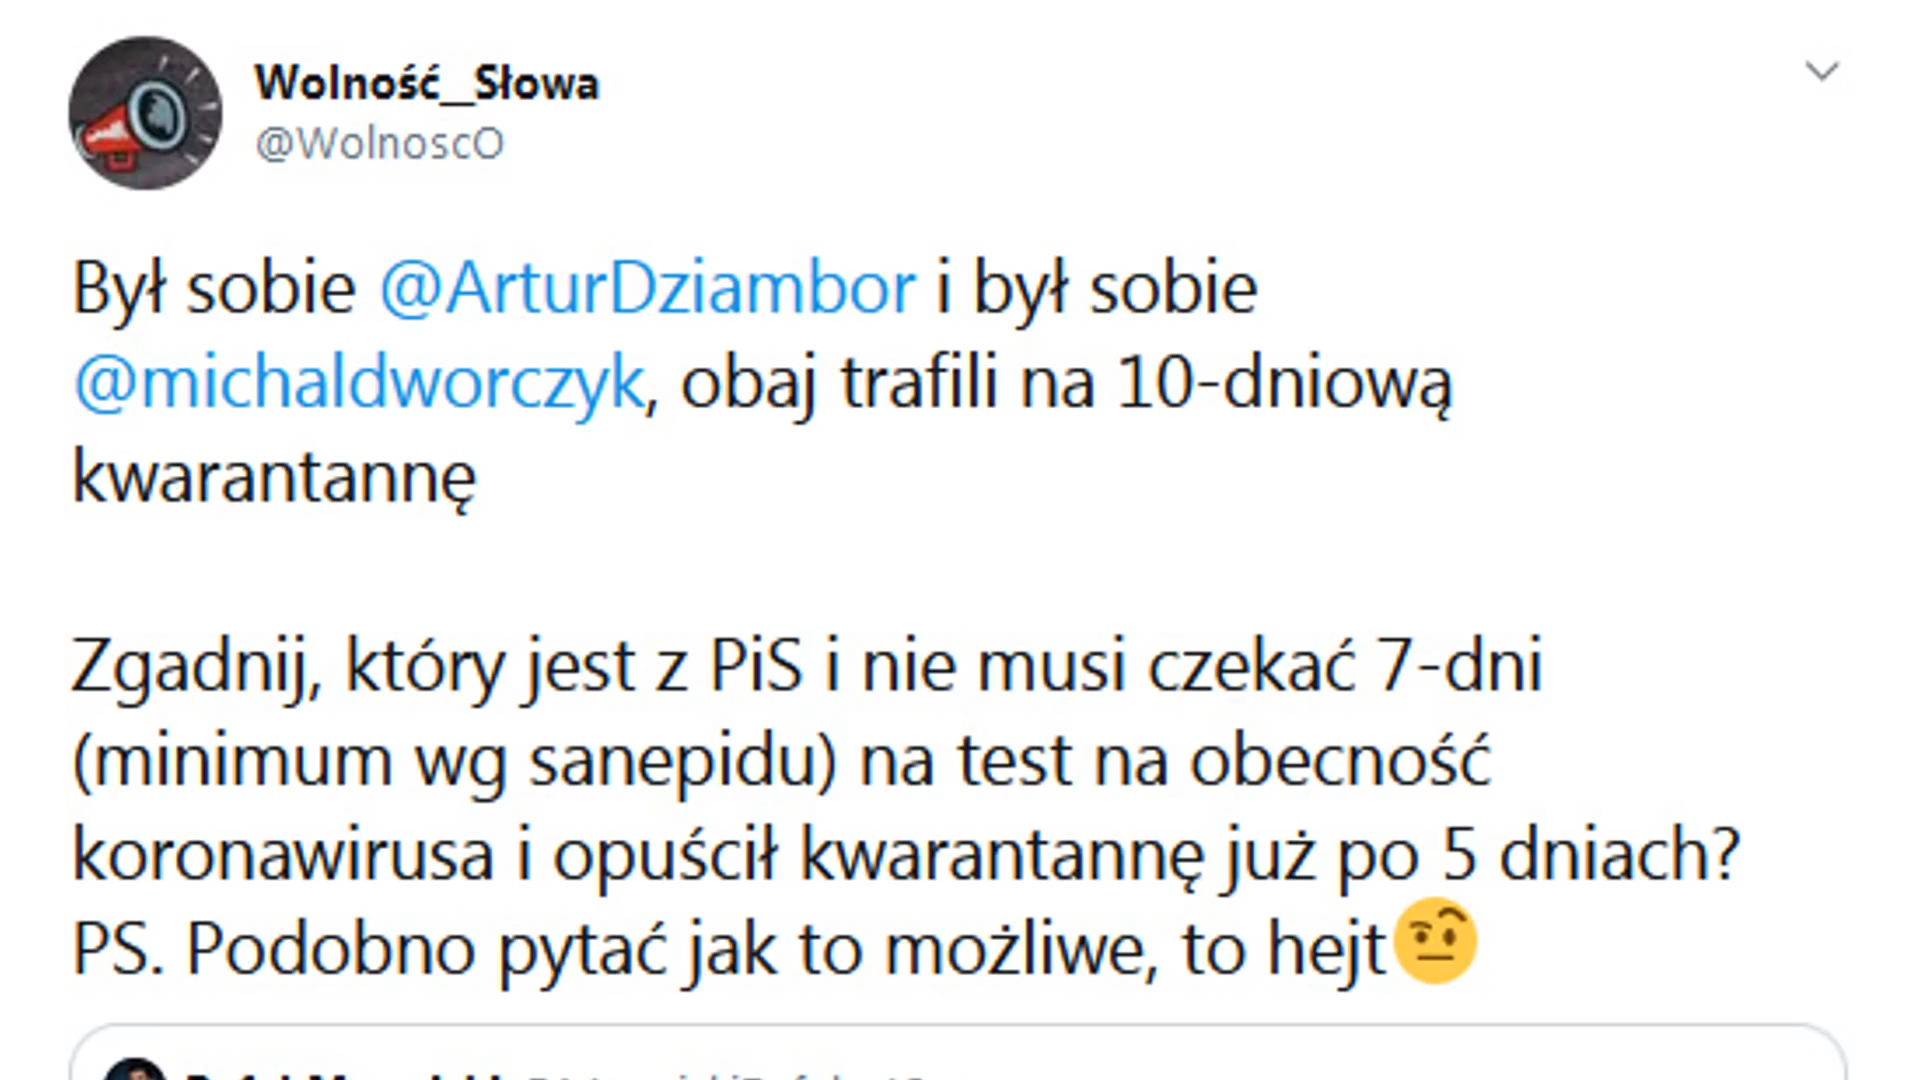 Wolność__Słowa
@WolnoscO
Był sobie @ArturDziambor i był sobie
@michaldworczyk, obaj trafili na 10-dniową
kwarantannę
Zgadnij, który jest z PiS i nie musi czekać 7-dni
(minimum wg sanepidu) na test na obecność
koronawirusa i opuścił kwarantannę już po 5 dniach?
PS. Podobno pytać jak to możliwe, to hejt🤨